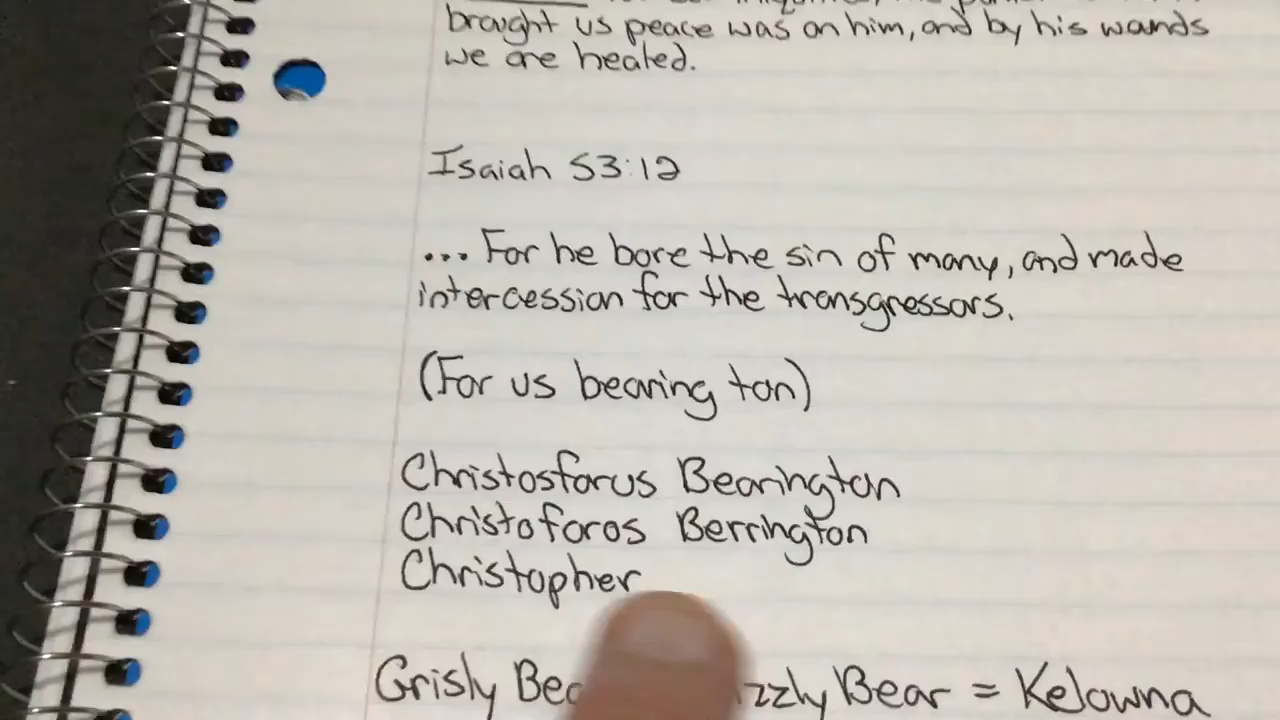 brought us peace was on him, and by his wounds
we are healed.
Isaiah 53:12
... For he bore the sin of many, and made
intercession for the transgressors.
(For us bearing ton)
Christosforus Bearington
Christoforos Berrington
Christopher
Grisly Bear = Kelowna